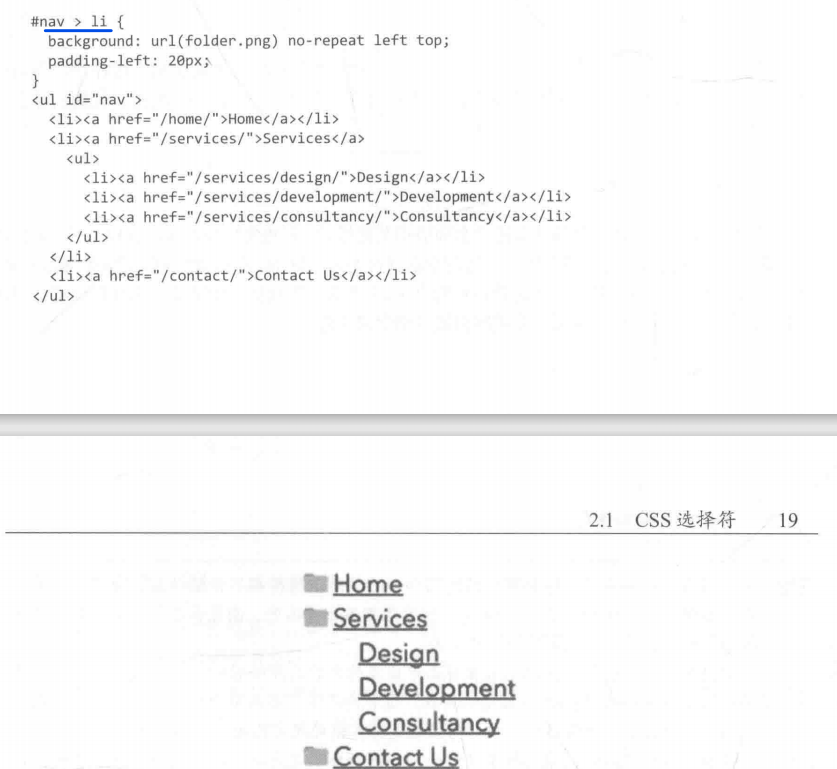 #nav > li {
  background: url(folder.png) no-repeat left top;
  padding-left: 20px;
}
<ul id="nav">
  <li><a href="/home/">Home</a></li>
  <li><a href="/services/">Services</a>
    <ul>
      <li><a href="/services/design/">Design</a></li>
      <li><a href="/services/development/">Development</a></li>
      <li><a href="/services/consultancy/">Consultancy</a></li>
    </ul>
  </li>
  <li><a href="/contact/">Contact Us</a></li>
</ul>
2.1 CSS 选择符 19
Home
Services
Design
Development
Consultancy
Contact Us